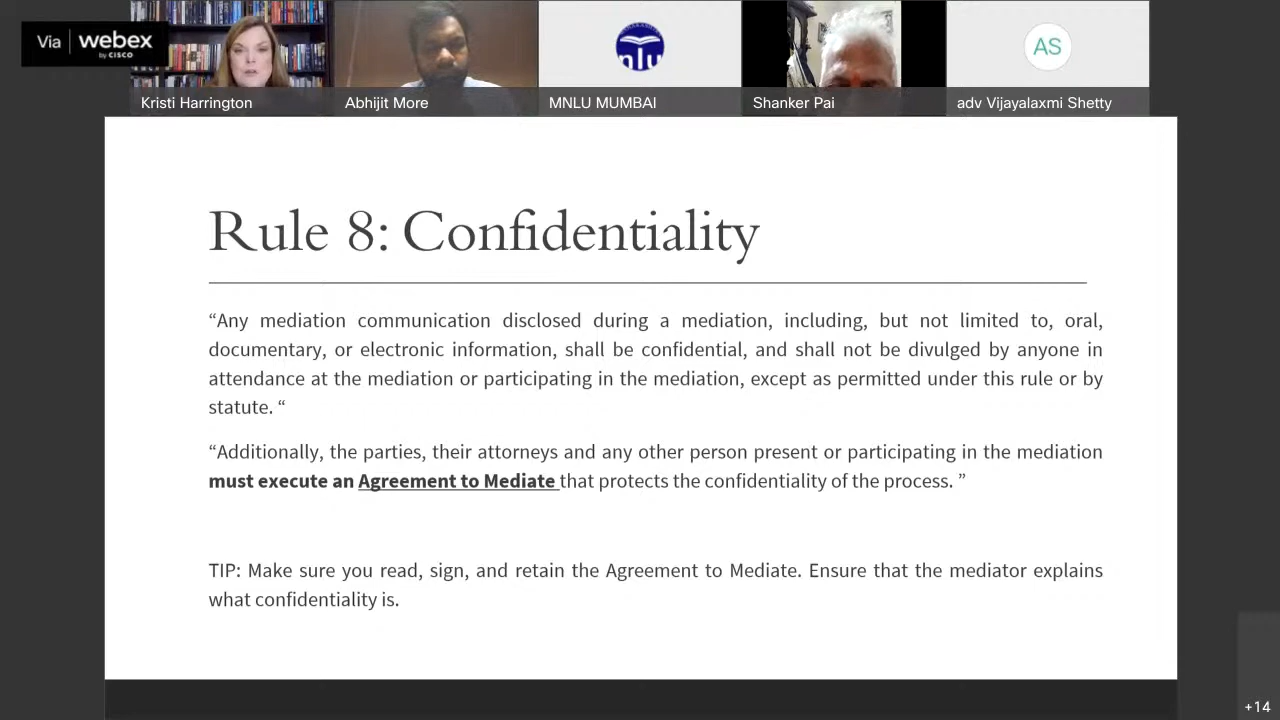 Via webex
by CISCO
Kristi Harrington
Abhijit More
MNLU MUMBAI
Shanker Pai
AS
adv Vijayalaxmi Shetty
Rule 8: Confidentiality
“Any mediation communication disclosed during a mediation, including, but not limited to, oral,
documentary, or electronic information, shall be confidential, and shall not be divulged by anyone in
attendance at the mediation or participating in the mediation, except as permitted under this rule or by
statute. “
“Additionally, the parties, their attorneys and any other person present or participating in the mediation
must execute an Agreement to Mediate that protects the confidentiality of the process. ”
TIP: Make sure you read, sign, and retain the Agreement to Mediate. Ensure that the mediator explains
what confidentiality is.
+14